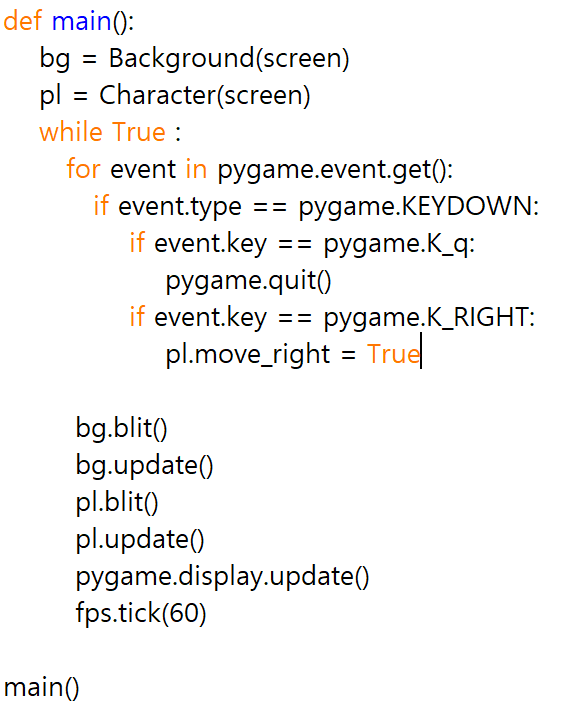 def main():
    bg = Background(screen)
    pl = Character(screen)
    while True :
        for event in pygame.event.get():
            if event.type == pygame.KEYDOWN:
                if event.key == pygame.K_q:
                    pygame.quit()
                if event.key == pygame.K_RIGHT:
                    pl.move_right = True
        bg.blit()
        bg.update()
        pl.blit()
        pl.update()
        pygame.display.update()
        fps.tick(60)
main()